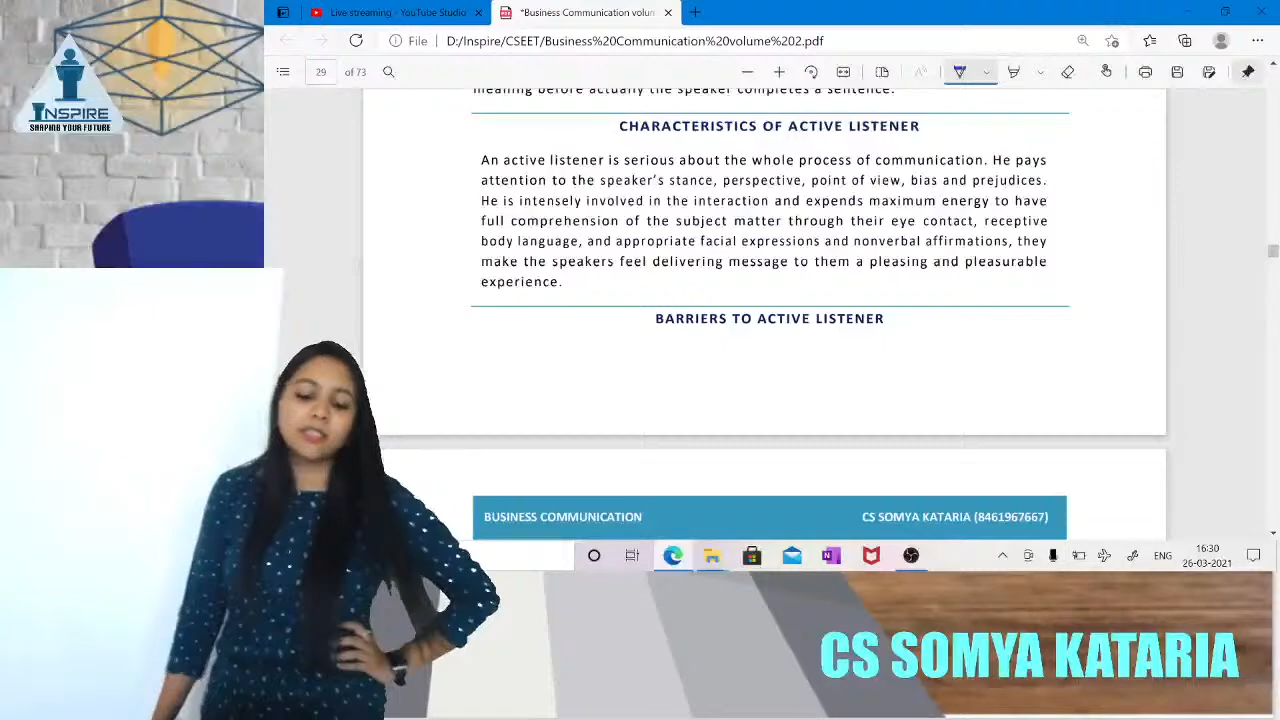 Live streaming - YouTube Studio
*Business Communication volun
File
D:/Inspire/CSEET/Business%20Communication%20volume%202.pdf
29 of 73
INSPIRE
SHAPING YOUR FUTURE
meaning before actually the speaker completes a sentence.
CHARACTERISTICS OF ACTIVE LISTENER
An active listener is serious about the whole process of communication. He pays
attention to the speaker's stance, perspective, point of view, bias and prejudices.
He is intensely involved in the interaction and expends maximum energy to have
full comprehension of the subject matter through their eye contact, receptive
body language, and appropriate facial expressions and nonverbal affirmations, they
make the speakers feel delivering message to them a pleasing and pleasurable
experience.
BARRIERS TO ACTIVE LISTENER
BUSINESS COMMUNICATION
CS SOMYA KATARIA (8461967667)
ENG
16:30
26-03-2021
CS SOMYA KATARIA